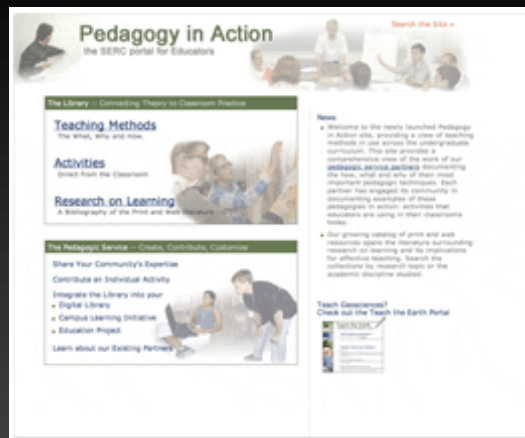 Pedagogy in Action
the SERC portal for Educators
Search the Site »
The Library -- Connecting Theory to Classroom Practice
Teaching Methods
The What, Why and How.
Activities
Direct from the Classroom
Research on Learning
A Bibliography of the Print and Web literature
The Pedagogic Service -- Create, Contribute, Customize
Share Your Community's Expertise
Contribute an Individual Activity
Integrate the Library into your
Digital Library
Campus Learning Initiative
Education Project
Learn about our Existing Partners
News
Welcome to the newly launched Pedagogy
in Action site, providing a view of teaching
methods in use across the undergraduate
curriculum. This site provides a
comprehensive view of the work of our
pedagogic service partners documenting
the how, what and why of their most
important pedagogic techniques. Each
partner has engaged its community in
documenting examples of these
pedagogies in action: activities that
educators are using in their classrooms
today.
Our growing catalog of print and web
resources opens the literature surrounding
research on learning and its implications
for effective teaching. Search the
collections by research topic or the
academic discipline studied.
Teach Geosciences?
Check out the Teach the Earth Portal
Teach the Earth